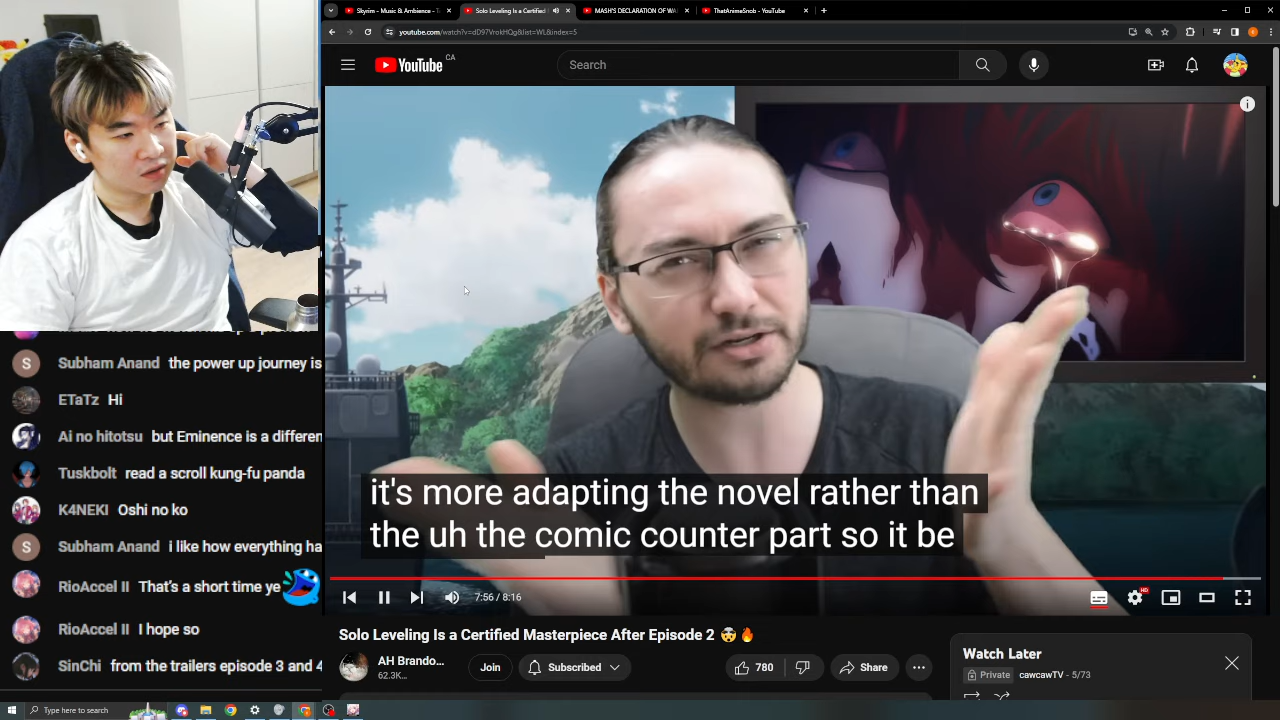 Skyrim - Music & Ambience - T
Solo Leveling Is a Certified
MASH'S DECLARATION OF WA
ThatAnimeSnob - YouTube
youtube.com/watch?v=dD97VrokHQg&list=WL&index=5
YouTube CA
Search
it's more adapting the novel rather than
the uh the comic counter part so it be
7:56 / 8:16
HD
Solo Leveling Is a Certified Masterpiece After Episode 2 🤯🔥
AH Brando...
62.3K...
Join
Subscribed
780
Share
Watch Later
Private
cawcawTV - 5/73
S Subham Anand the power up journey is
ETaTz Hi
Ai no hitotsu but Eminence is a differen
Tuskbolt read a scroll kung-fu panda
K4NEKI Oshi no ko
S Subham Anand i like how everything ha
RioAccel II That's a short time ye
RioAccel II I hope so
SinChi from the trailers episode 3 and 4
Type here to search